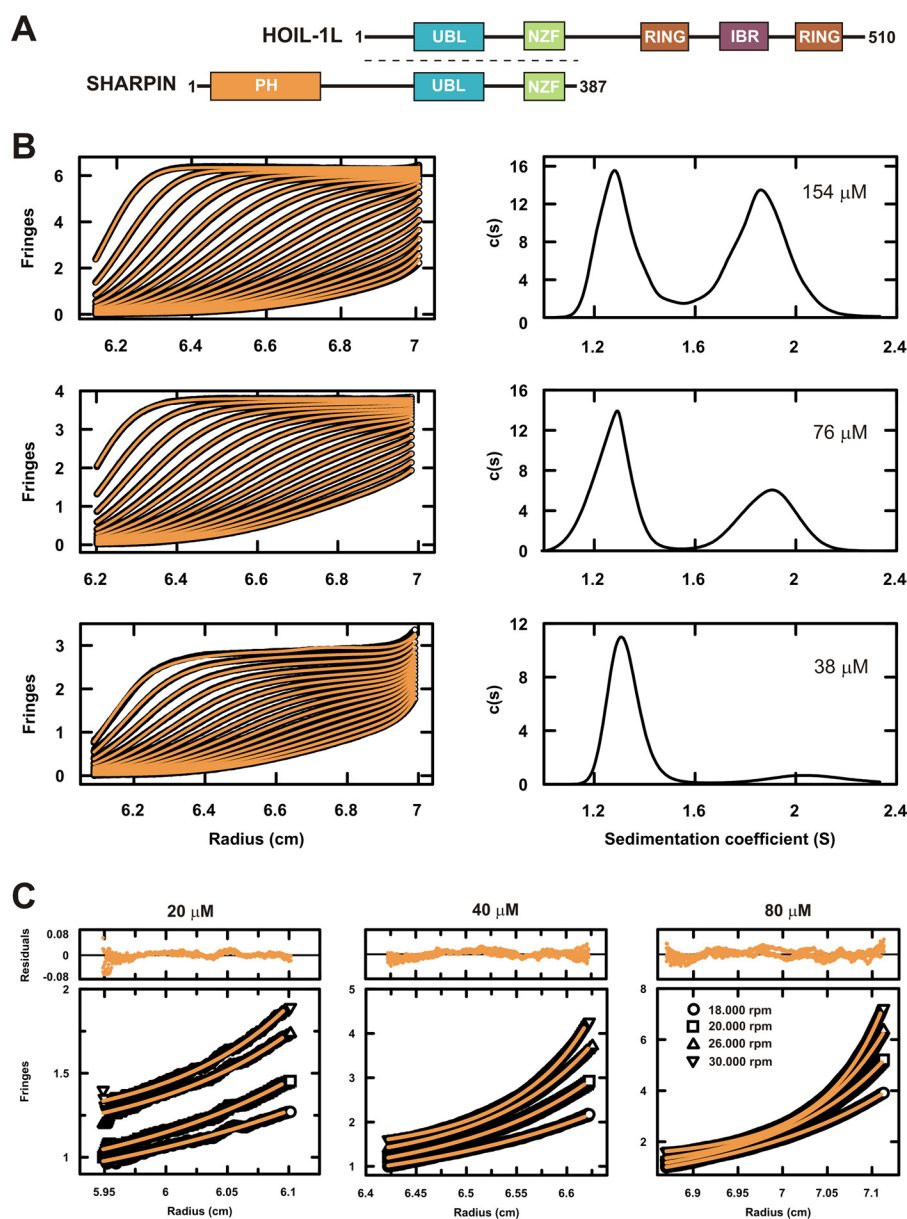 A
HOIL-1L 1 UBL NZF RING IBR RING 510
SHARPIN 1 PH UBL NZF 387
B
6
4
2
0
Fringes
6.2 6.4 6.6 6.8 7
16
12
8
4
0
c(s)
154 μM
1.2 1.6 2 2.4
4
3
2
1
0
Fringes
6.2 6.4 6.6 6.8 7
16
12
8
4
0
c(s)
76 μM
1.2 1.6 2 2.4
3
2
1
0
Fringes
6.2 6.4 6.6 6.8 7
Radius (cm)
12
8
4
0
c(s)
38 μM
1.2 1.6 2 2.4
Sedimentation coefficient (S)
C
20 μM 40 μM 80 μM
Residuals
0.08
0
-0.08
Fringes
2
1.5
1
5.95 6 6.05 6.1
Radius (cm)
5
4
3
2
1
6.4 6.45 6.5 6.55 6.6
Radius (cm)
8
6
4
2
18.000 rpm
20.000 rpm
26.000 rpm
30.000 rpm
6.9 6.95 7 7.05 7.1
Radius (cm)